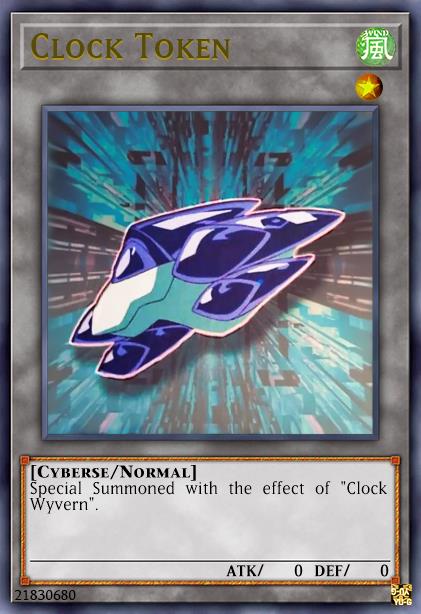 Clock Token
WIND
風
[Cyberse/Normal]
Special Summoned with the effect of "Clock
Wyvern".
ATK/ 0 DEF/ 0
21830680